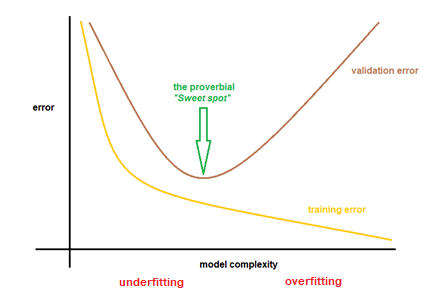 the proverbial
"Sweet spot"
validation error
error
training error
model complexity
underfitting
overfitting